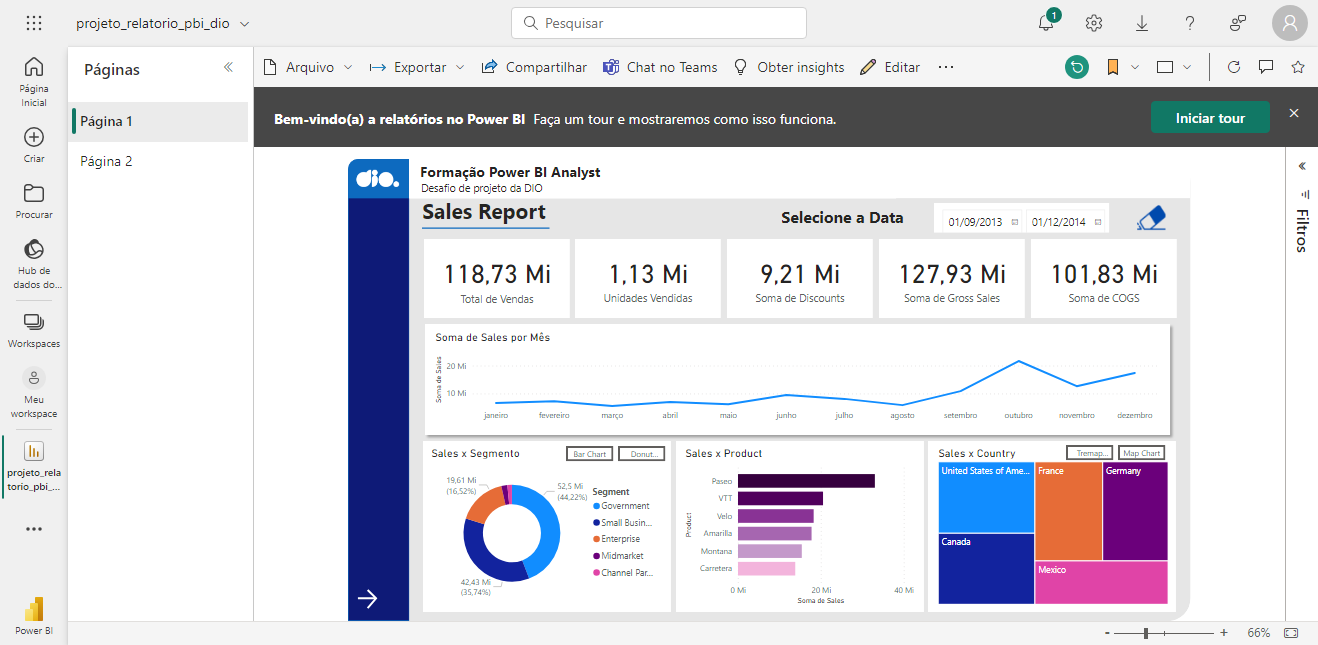 projeto_relatorio_pbi_dio
Pesquisar
1
Página
Inicial
Criar
Procurar
Hub de
dados do...
Workspaces
Meu
workspace
projeto_rela
torio_pbi_...
Power BI
Páginas
Página 1
Página 2
Arquivo
Exportar
Compartilhar
Chat no Teams
Obter insights
Editar
Bem-vindo(a) a relatórios no Power BI Faça um tour e mostraremos como isso funciona.
Iniciar tour
Filtros
dio.
Formação Power BI Analyst
Desafio de projeto da DIO
Sales Report
Selecione a Data
01/09/2013
01/12/2014
118,73 Mi
Total de Vendas
1,13 Mi
Unidades Vendidas
9,21 Mi
Soma de Discounts
127,93 Mi
Soma de Gross Sales
101,83 Mi
Soma de COGS
Soma de Sales por Mês
Soma de Sales
20 Mi
10 Mi
janeiro
fevereiro
março
abril
maio
junho
julho
agosto
setembro
outubro
novembro
dezembro
Sales x Segmento
Bar Chart
Donut...
19,61 Mi
(16,52%)
52,5 Mi
(44,22%)
42,43 Mi
(35,74%)
Segment
Government
Small Busin...
Enterprise
Midmarket
Channel Par...
Sales x Product
Product
Paseo
VTT
Velo
Amarilla
Montana
Carretera
0 Mi
20 Mi
40 Mi
Soma de Sales
Sales x Country
Tremap...
Map Chart
United States of Ame...
France
Germany
Canada
Mexico
- +
66%